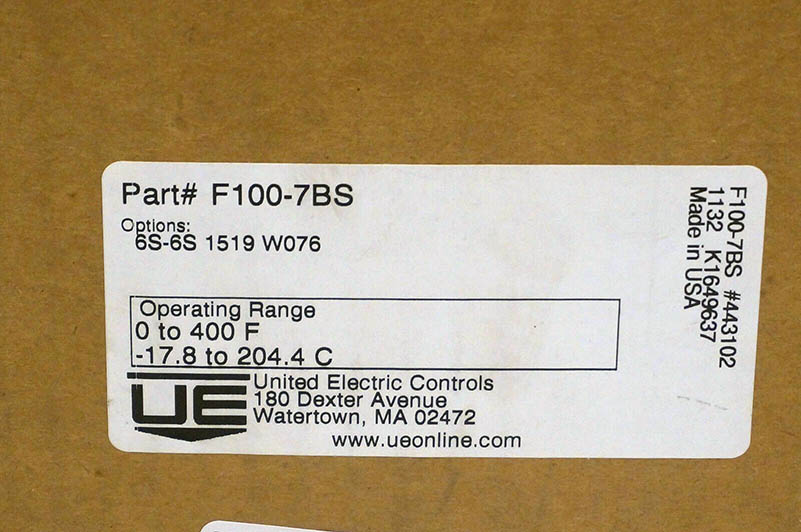 Part# F100-7BS
Options:
6S-6S 1519 W076
Operating Range
0 to 400 F
-17.8 to 204.4 C
UE
United Electric Controls
180 Dexter Avenue
Watertown, MA 02472
www.ueonline.com
F100-7BS #443102
1132 K1649637
Made in USA